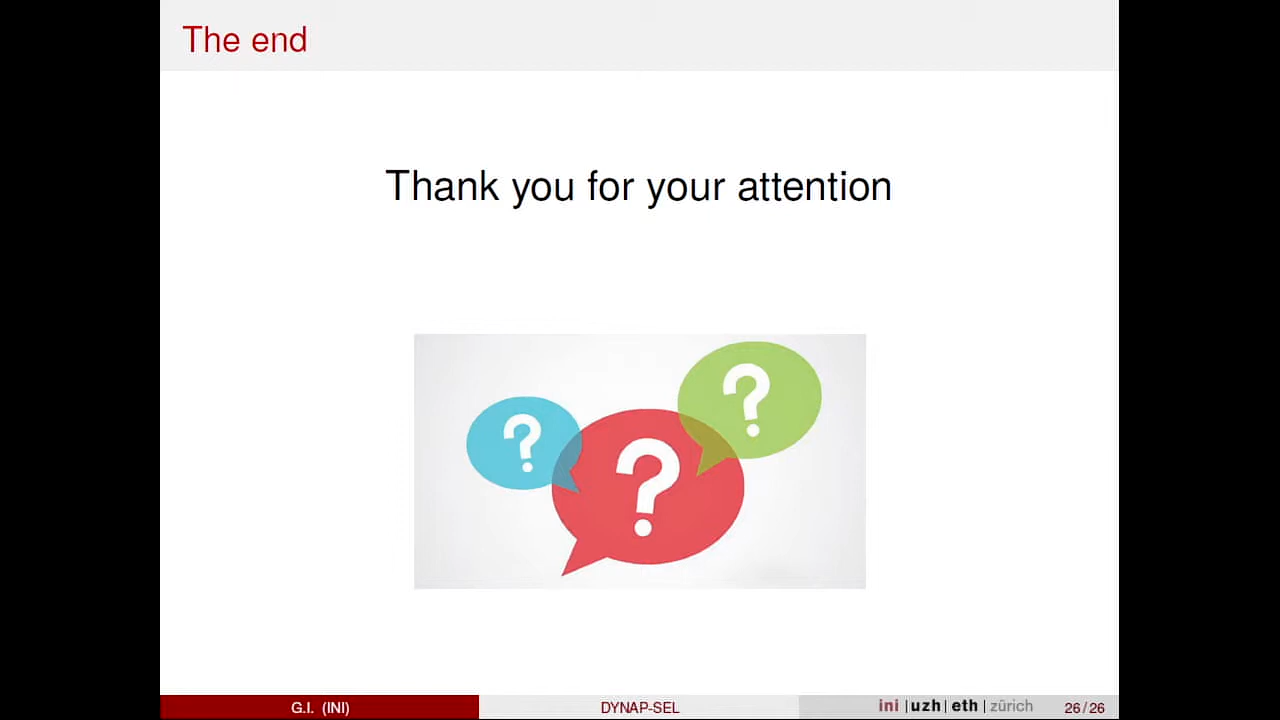 The end
Thank you for your attention
?
?
?
G.I. (INI) DYNAP-SEL ini | uzh | eth | zürich 26 / 26